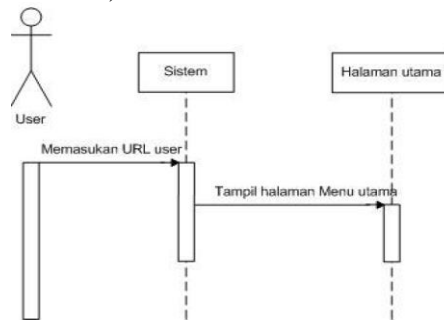 Sistem
Halaman utama
User
Memasukan URL user
Tampil halaman Menu utama